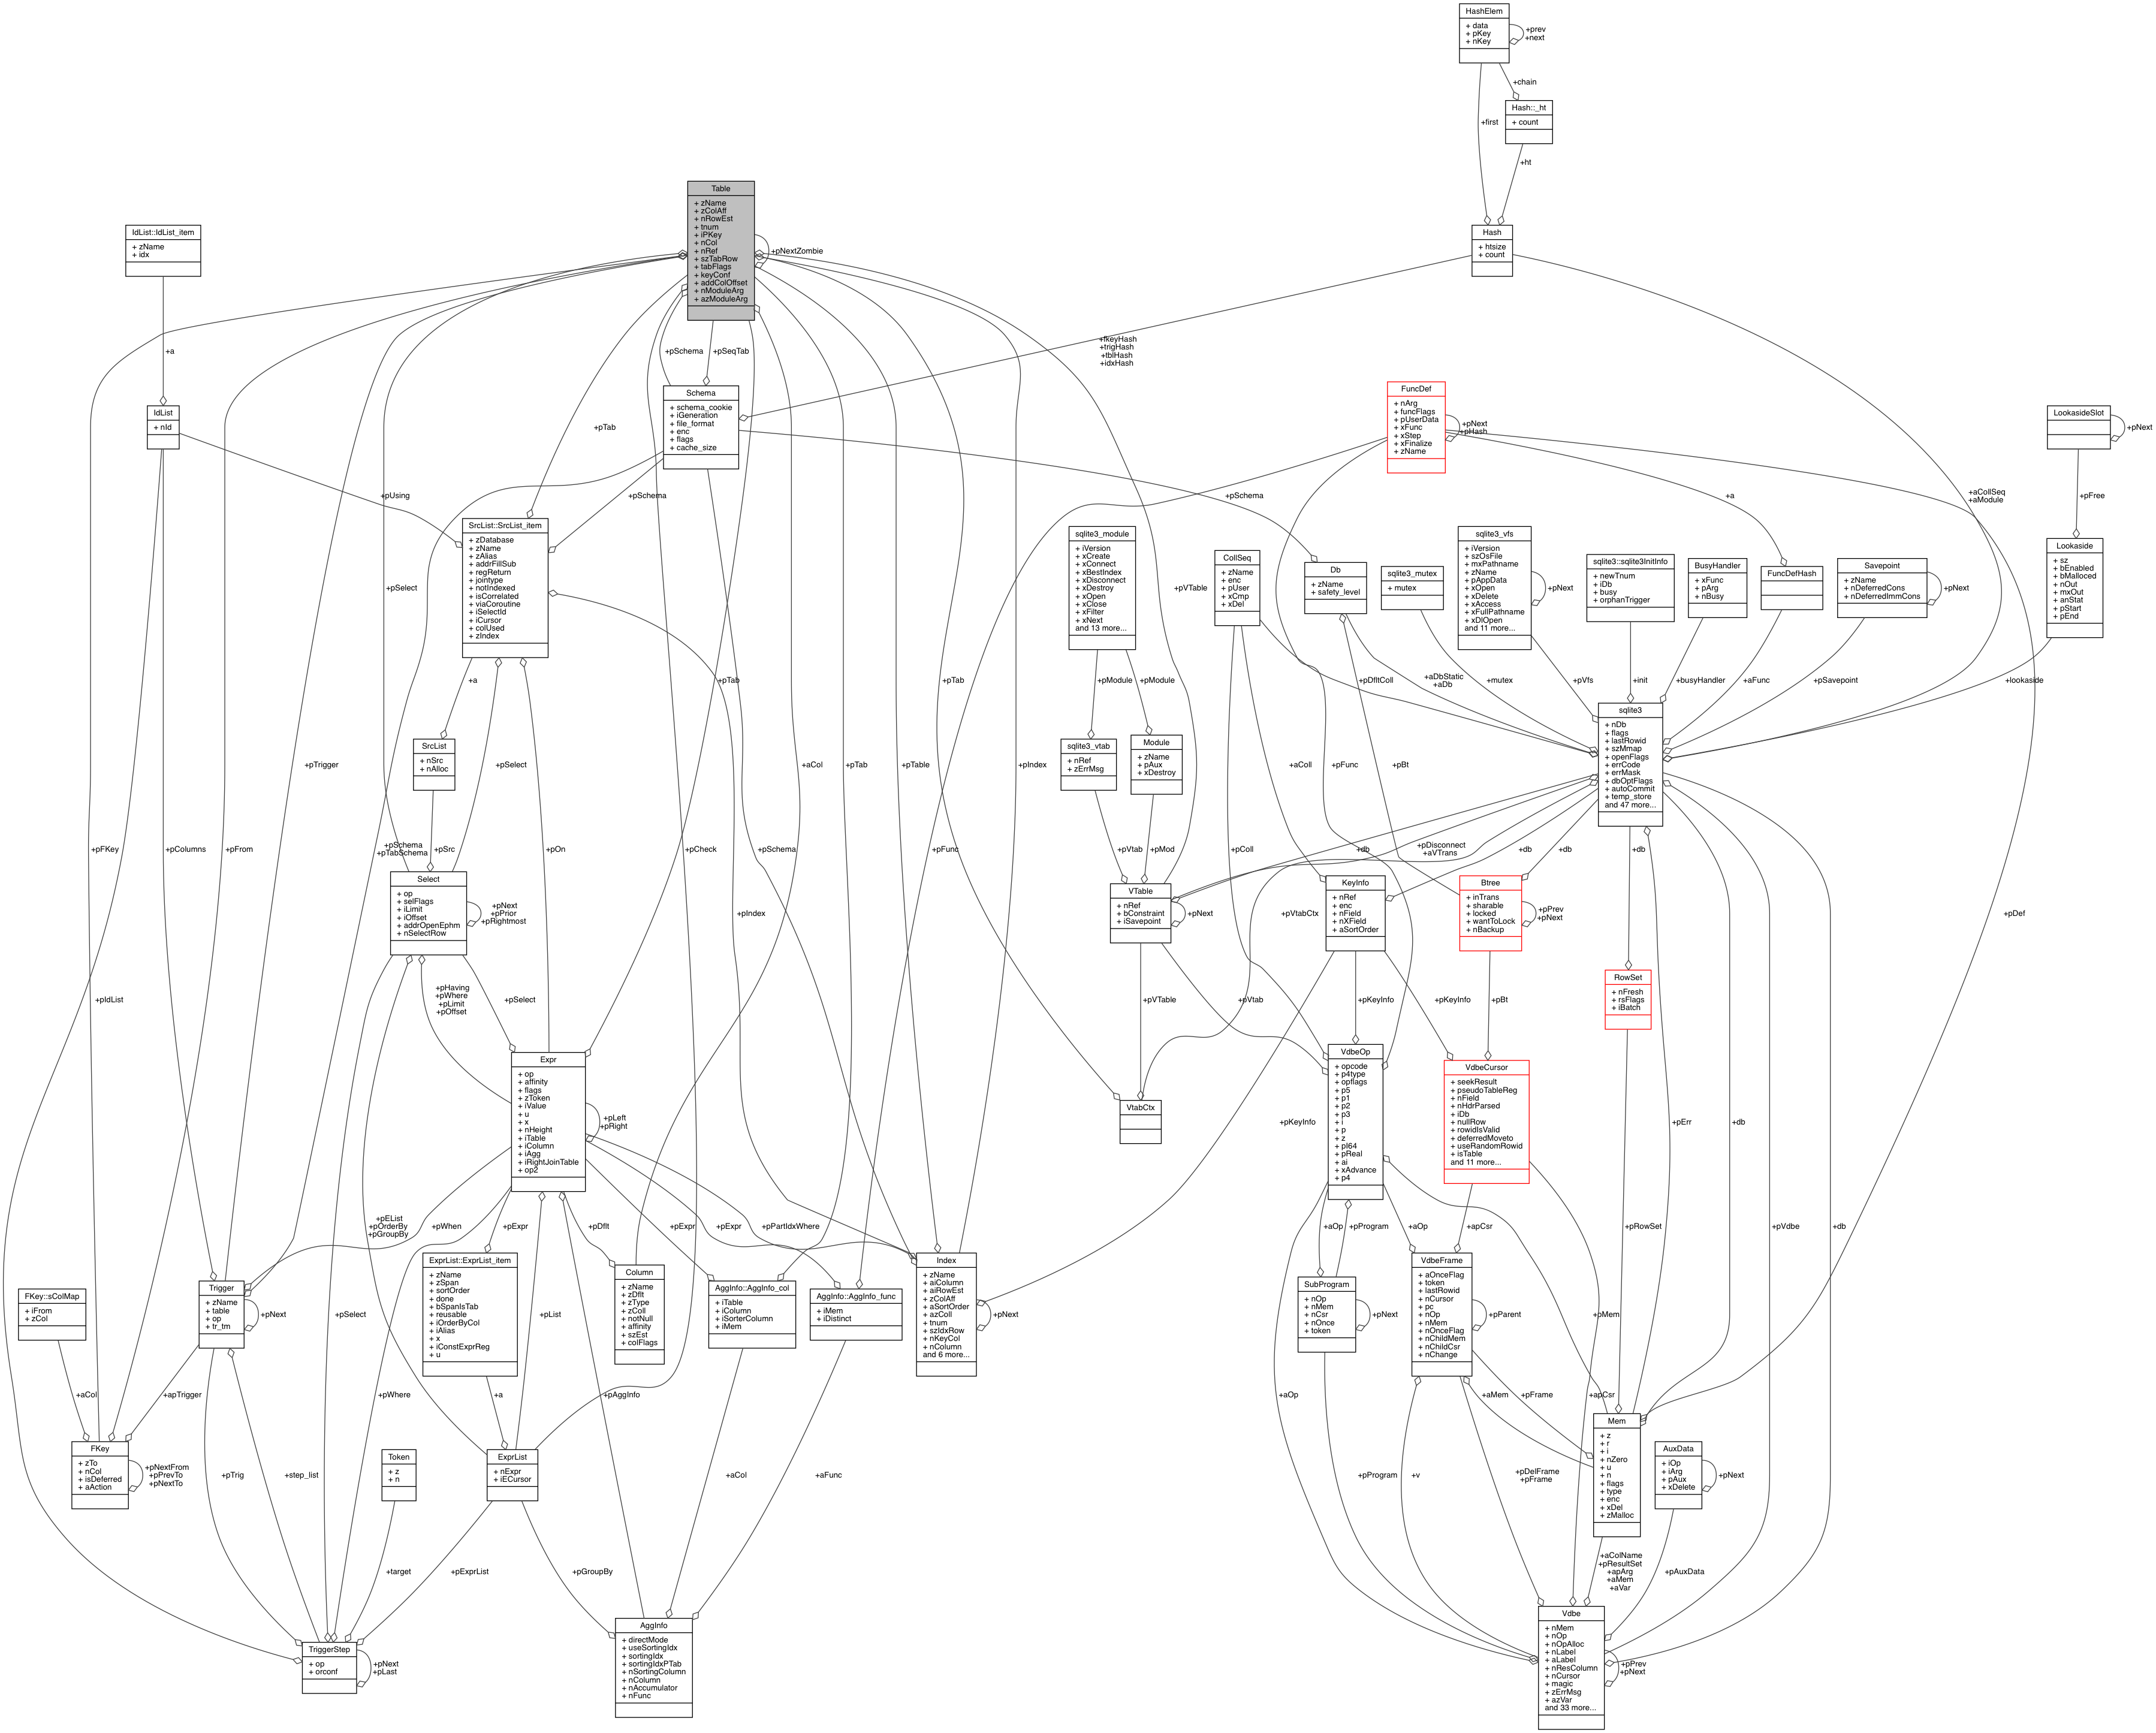 HashElem
+ data
+ pKey
+ nKey
+prev
+next
+chain
Hash::_ht
+ count
+first
+ht
Table
+ zName
+ zColAff
+ nRowEst
+ tnum
+ iPKey
+ nCol
+ nRef
+ szTabRow
+ tabFlags
+ keyConf
+ addColOffset
+ nModuleArg
+ azModuleArg
+pNextZombie
IdList::IdList_item
+ zName
+ idx
Hash
+ htsize
+ count
+a
+pSchema
+pSeqTab
+fkeyHash
+trigHash
+tblHash
+idxHash
Schema
+ schema_cookie
+ iGeneration
+ file_format
+ enc
+ flags
+ cache_size
FuncDef
+ nArg
+ funcFlags
+ pUserData
+ xFunc
+ xStep
+ xFinalize
+ zName
+pNext
+pHash
IdList
+ nId
LookasideSlot
+pNext
+pTab
+pUsing
+pSchema
+pSchema
+a
+aCollSeq
+aModule
+pFree
SrcList::SrcList_item
+ zDatabase
+ zName
+ zAlias
+ addrFillSub
+ regReturn
+ jointype
+ notIndexed
+ isCorrelated
+ viaCoroutine
+ iSelectId
+ iCursor
+ colUsed
+ zIndex
sqlite3_module
+ iVersion
+ xCreate
+ xConnect
+ xBestIndex
+ xDisconnect
+ xDestroy
+ xOpen
+ xClose
+ xFilter
+ xNext
and 13 more...
CollSeq
+ zName
+ enc
+ pUser
+ xCmp
+ xDel
Db
+ zName
+ safety_level
sqlite3_mutex
+ mutex
sqlite3_vfs
+ iVersion
+ szOsFile
+ mxPathname
+ zName
+ pAppData
+ xOpen
+ xDelete
+ xAccess
+ xFullPathname
+ xDlOpen
and 11 more...
+pNext
sqlite3::sqlite3InitInfo
+ newTnum
+ iDb
+ busy
+ orphanTrigger
BusyHandler
+ xFunc
+ pArg
+ nBusy
FuncDefHash
Savepoint
+ zName
+ nDeferredCons
+ nDeferredImmCons
+pNext
Lookaside
+ sz
+ bEnabled
+ bMalloced
+ nOut
+ mxOut
+ anStat
+ pStart
+ pEnd
+pSelect
+pVTable
+a
+pTab
+pTab
+pModule
+pModule
+pDfltColl
+aDbStatic
+aDb
+mutex
+pVfs
+init
+busyHandler
+aFunc
+pSavepoint
+lookaside
SrcList
+ nSrc
+ nAlloc
sqlite3_vtab
+ nRef
+ zErrMsg
Module
+ zName
+ pAux
+ xDestroy
sqlite3
+ nDb
+ flags
+ lastRowid
+ szMmap
+ openFlags
+ errCode
+ errMask
+ dbOptFlags
+ autoCommit
+ temp_store
and 47 more...
+pTrigger
+pSelect
+aCol
+pTab
+pTable
+pIndex
+aColl
+pFunc
+pBt
+pFKey
+pColumns
+pFrom
+pSchema
+pTabSchema
+pSrc
+pOn
+pCheck
+pSchema
+pFunc
+pVtab
+pMod
+pColl
+db
+pDisconnect
+aVTrans
+db
+db
+db
+pErr
Select
+ op
+ selFlags
+ iLimit
+ iOffset
+ addrOpenEphm
+ nSelectRow
+pNext
+pPrior
+pRightmost
+pIndex
VTable
+ nRef
+ bConstraint
+ iSavepoint
+pNext
+pVtabCtx
KeyInfo
+ nRef
+ enc
+ nField
+ nXField
+ aSortOrder
Btree
+ inTrans
+ sharable
+ locked
+ wantToLock
+ nBackup
+pPrev
+pNext
+pDef
RowSet
+ nFresh
+ rsFlags
+ iBatch
+pIdList
+pHaving
+pWhere
+pLimit
+pOffset
+pSelect
+pVTable
+pVtab
+pKeyInfo
+pKeyInfo
+pBt
Expr
+ op
+ affinity
+ flags
+ zToken
+ iValue
+ u
+ x
+ nHeight
+ iTable
+ iColumn
+ iAgg
+ iRightJoinTable
+ op2
+pLeft
+pRight
VtabCtx
+pKeyInfo
VdbeOp
+ opcode
+ p4type
+ opflags
+ p5
+ p1
+ p2
+ p3
+ i
+ p
+ z
+ pI64
+ pReal
+ ai
+ xAdvance
+ p4
VdbeCursor
+ seekResult
+ pseudoTableReg
+ nField
+ nHdrParsed
+ iDb
+ nullRow
+ rowidIsValid
+ deferredMoveto
+ useRandomRowid
+ isTable
and 11 more...
+db
+pEList
+pOrderBy
+pGroupBy
+pWhen
+pExpr
+pDflt
+pExpr
+pExpr
+pPartIdxWhere
+aOp
+pProgram
+aOp
+apCsr
+pRowSet
+pVdbe
+db
FKey::sColMap
+ iFrom
+ zCol
Trigger
+ zName
+ table
+ op
+ tr_tm
+pNext
+pSelect
ExprList::ExprList_item
+ zName
+ zSpan
+ sortOrder
+ done
+ bSpanIsTab
+ reusable
+ iOrderByCol
+ iAlias
+ x
+ iConstExprReg
+ u
+pList
Column
+ zName
+ zDflt
+ zType
+ zColl
+ notNull
+ affinity
+ szEst
+ colFlags
AggInfo::AggInfo_col
+ iTable
+ iColumn
+ iSorterColumn
+ iMem
AggInfo::AggInfo_func
+ iMem
+ iDistinct
Index
+ zName
+ aiColumn
+ aiRowEst
+ zColAff
+ aSortOrder
+ azColl
+ tnum
+ szIdxRow
+ nKeyCol
+ nColumn
and 6 more...
+pNext
SubProgram
+ nOp
+ nMem
+ nCsr
+ nOnce
+ token
+pNext
VdbeFrame
+ aOnceFlag
+ token
+ lastRowid
+ nCursor
+ pc
+ nOp
+ nMem
+ nOnceFlag
+ nChildMem
+ nChildCsr
+ nChange
+pParent
+pMem
+aCol
+apTrigger
+pWhere
+a
+pAggInfo
+aOp
+aMem
+pFrame
+apCsr
Mem
+ z
+ r
+ i
+ nZero
+ u
+ n
+ flags
+ type
+ enc
+ xDel
+ zMalloc
FKey
+ zTo
+ nCol
+ isDeferred
+ aAction
+pNextFrom
+pPrevTo
+pNextTo
+pTrig
+step_list
Token
+ z
+ n
ExprList
+ nExpr
+ iECursor
+aCol
+aFunc
+pProgram
+v
+pDelFrame
+pFrame
AuxData
+ iOp
+ iArg
+ pAux
+ xDelete
+pNext
+target
+pExprList
+pGroupBy
+aColName
+pResultSet
+apArg
+aMem
+aVar
+pAuxData
TriggerStep
+ op
+ orconf
+pNext
+pLast
AggInfo
+ directMode
+ useSortingIdx
+ sortingIdx
+ sortingIdxPTab
+ nSortingColumn
+ nColumn
+ nAccumulator
+ nFunc
Vdbe
+ nMem
+ nOp
+ nOpAlloc
+ nLabel
+ aLabel
+ nResColumn
+ nCursor
+ magic
+ zErrMsg
+ azVar
and 33 more...
+pPrev
+pNext